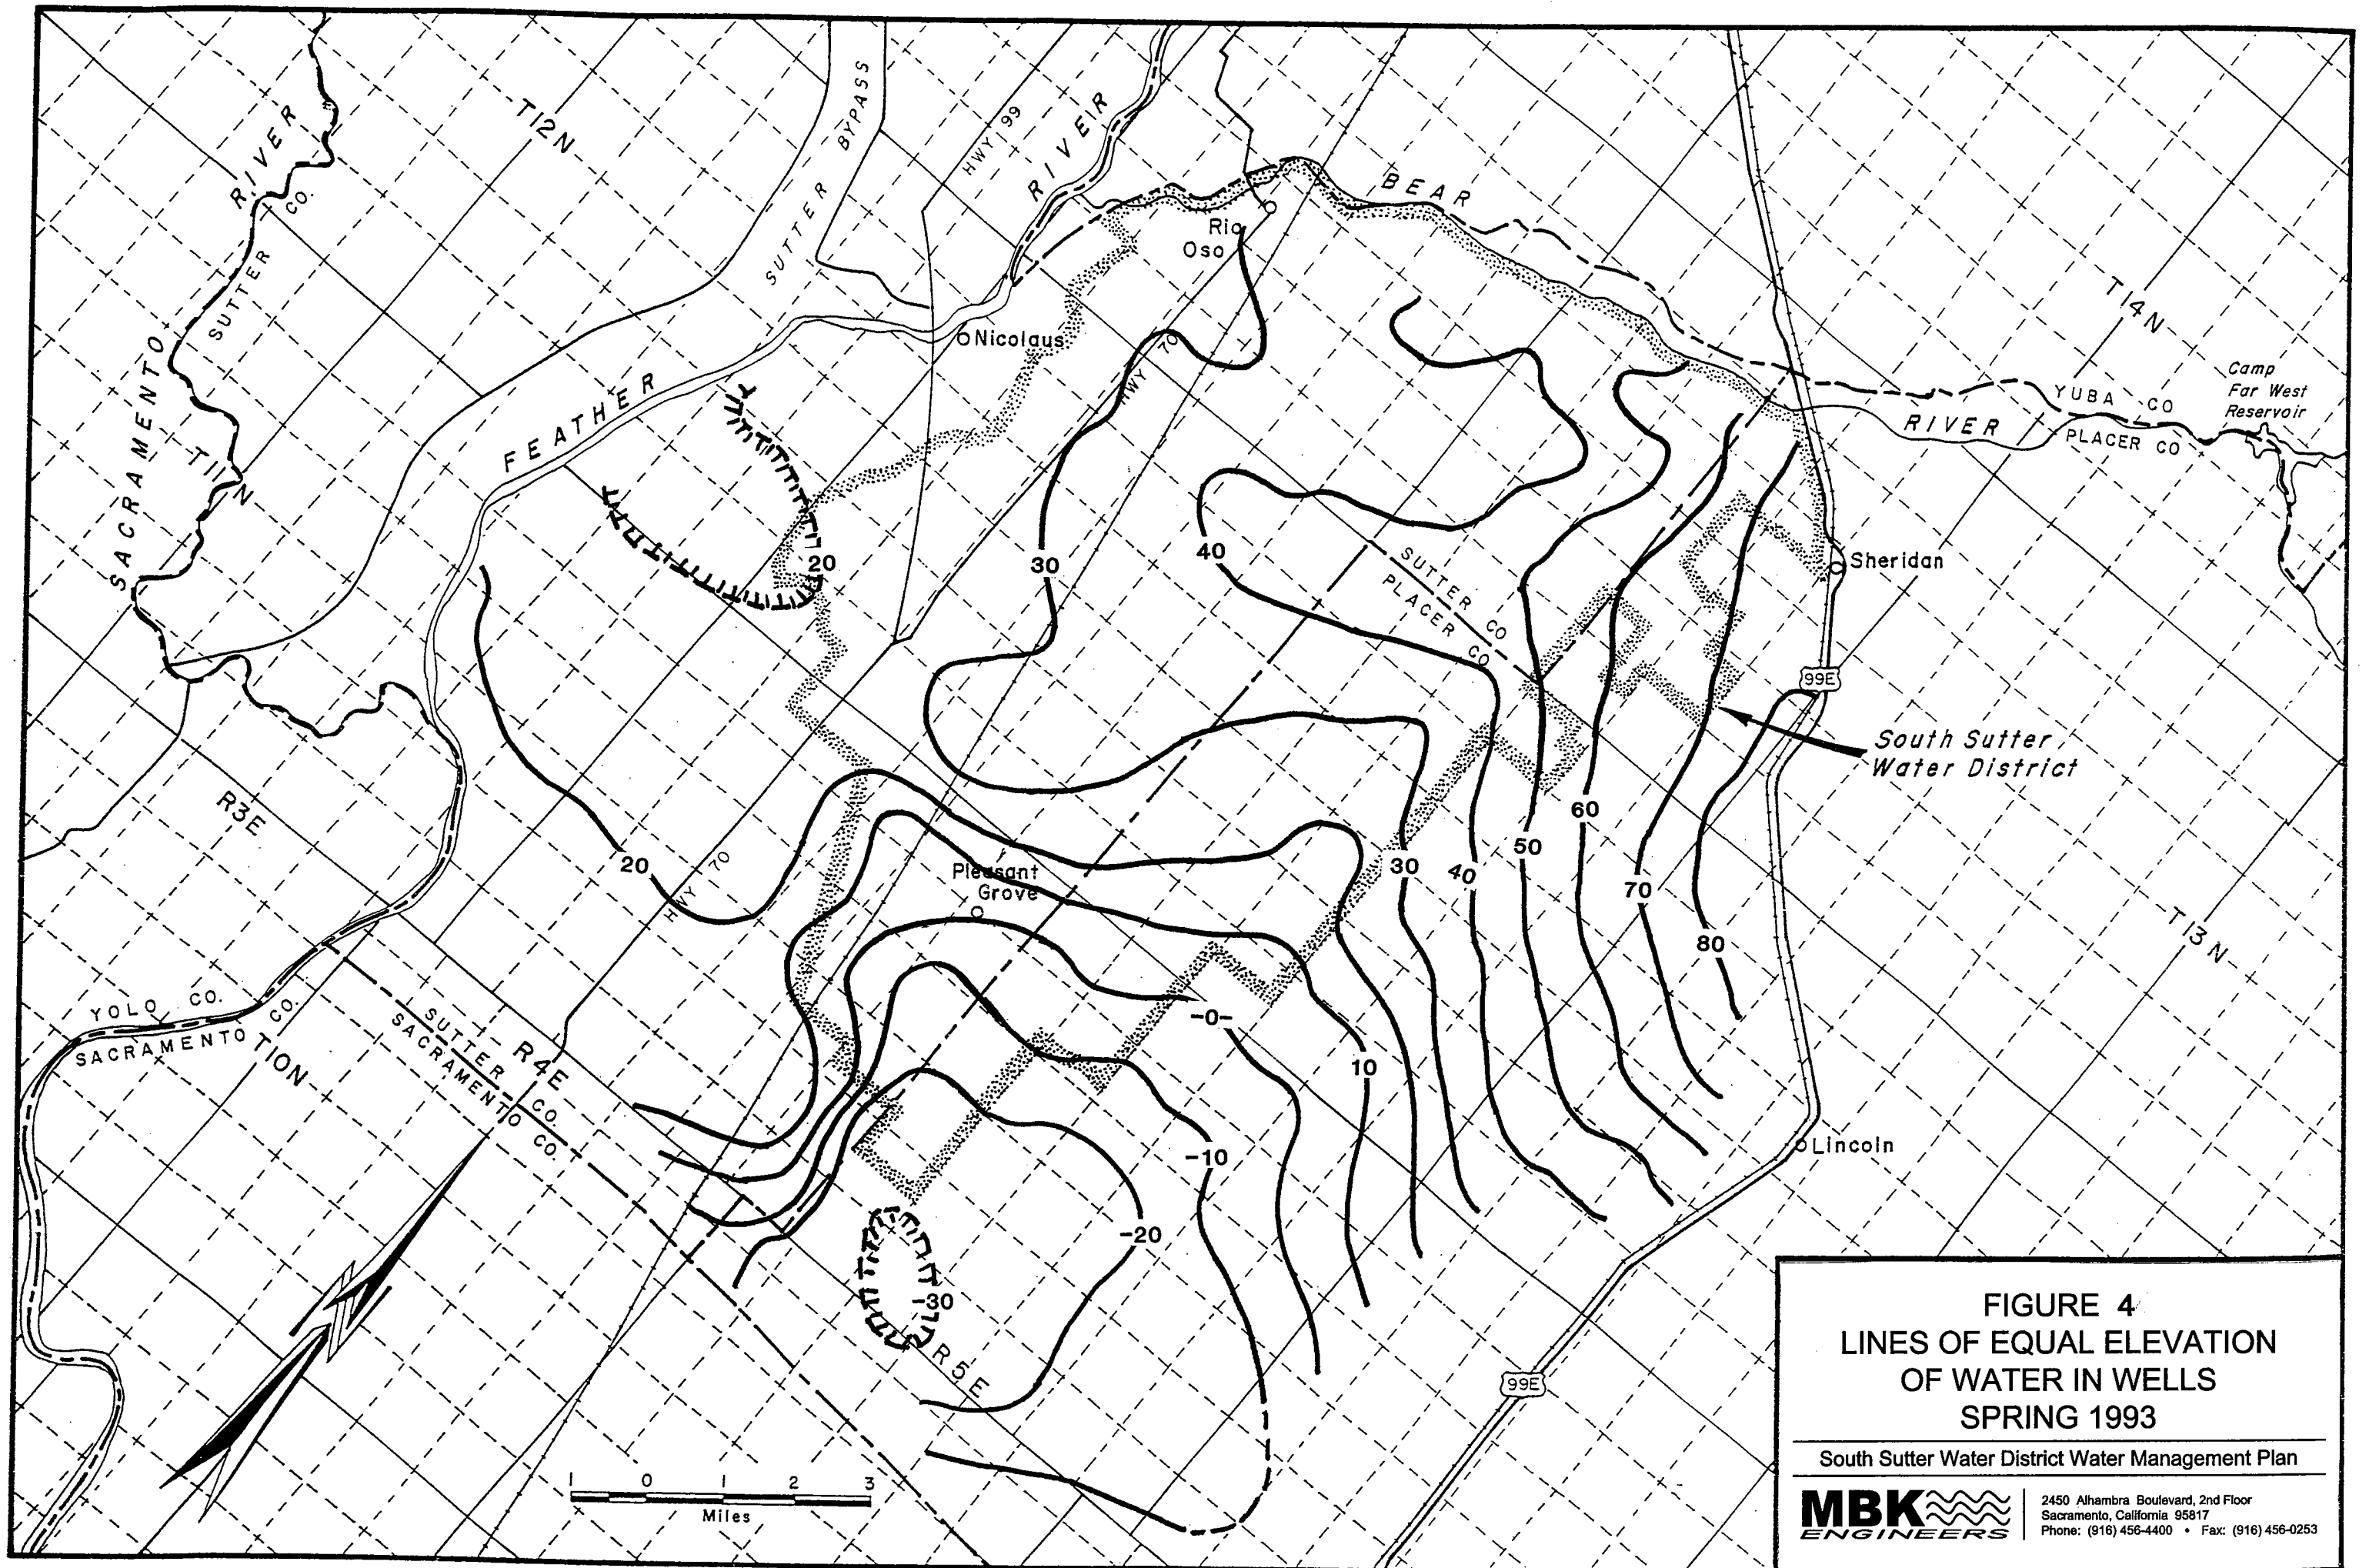 T12N
SUTTER BYPASS
HWY 99
RIVER
RIVER
SUTTER CO.
SACRAMENTO
T11N
FEATHER
Nicolaus
Rio
Oso
BEAR
HWY 70
T14N
Camp
Far West
Reservoir
YUBA CO
PLACER CO
RIVER
20
30
40
SUTTER CO
PLACER CO
Sheridan
99E
South Sutter
Water District
R3E
20
HWY 70
Pleasant
Grove
30
40
50
60
70
80
T13N
YOLO CO.
SACRAMENTO CO.
T10N
SUTTER CO.
SACRAMENTO CO.
R4E
-0-
10
-10
-20
-30
R5E
Lincoln
99E
1 0 1 2 3
Miles
FIGURE 4
LINES OF EQUAL ELEVATION
OF WATER IN WELLS
SPRING 1993
South Sutter Water District Water Management Plan
MBK
ENGINEERS
2450 Alhambra Boulevard, 2nd Floor
Sacramento, California 95817
Phone: (916) 456-4400 • Fax: (916) 456-0253